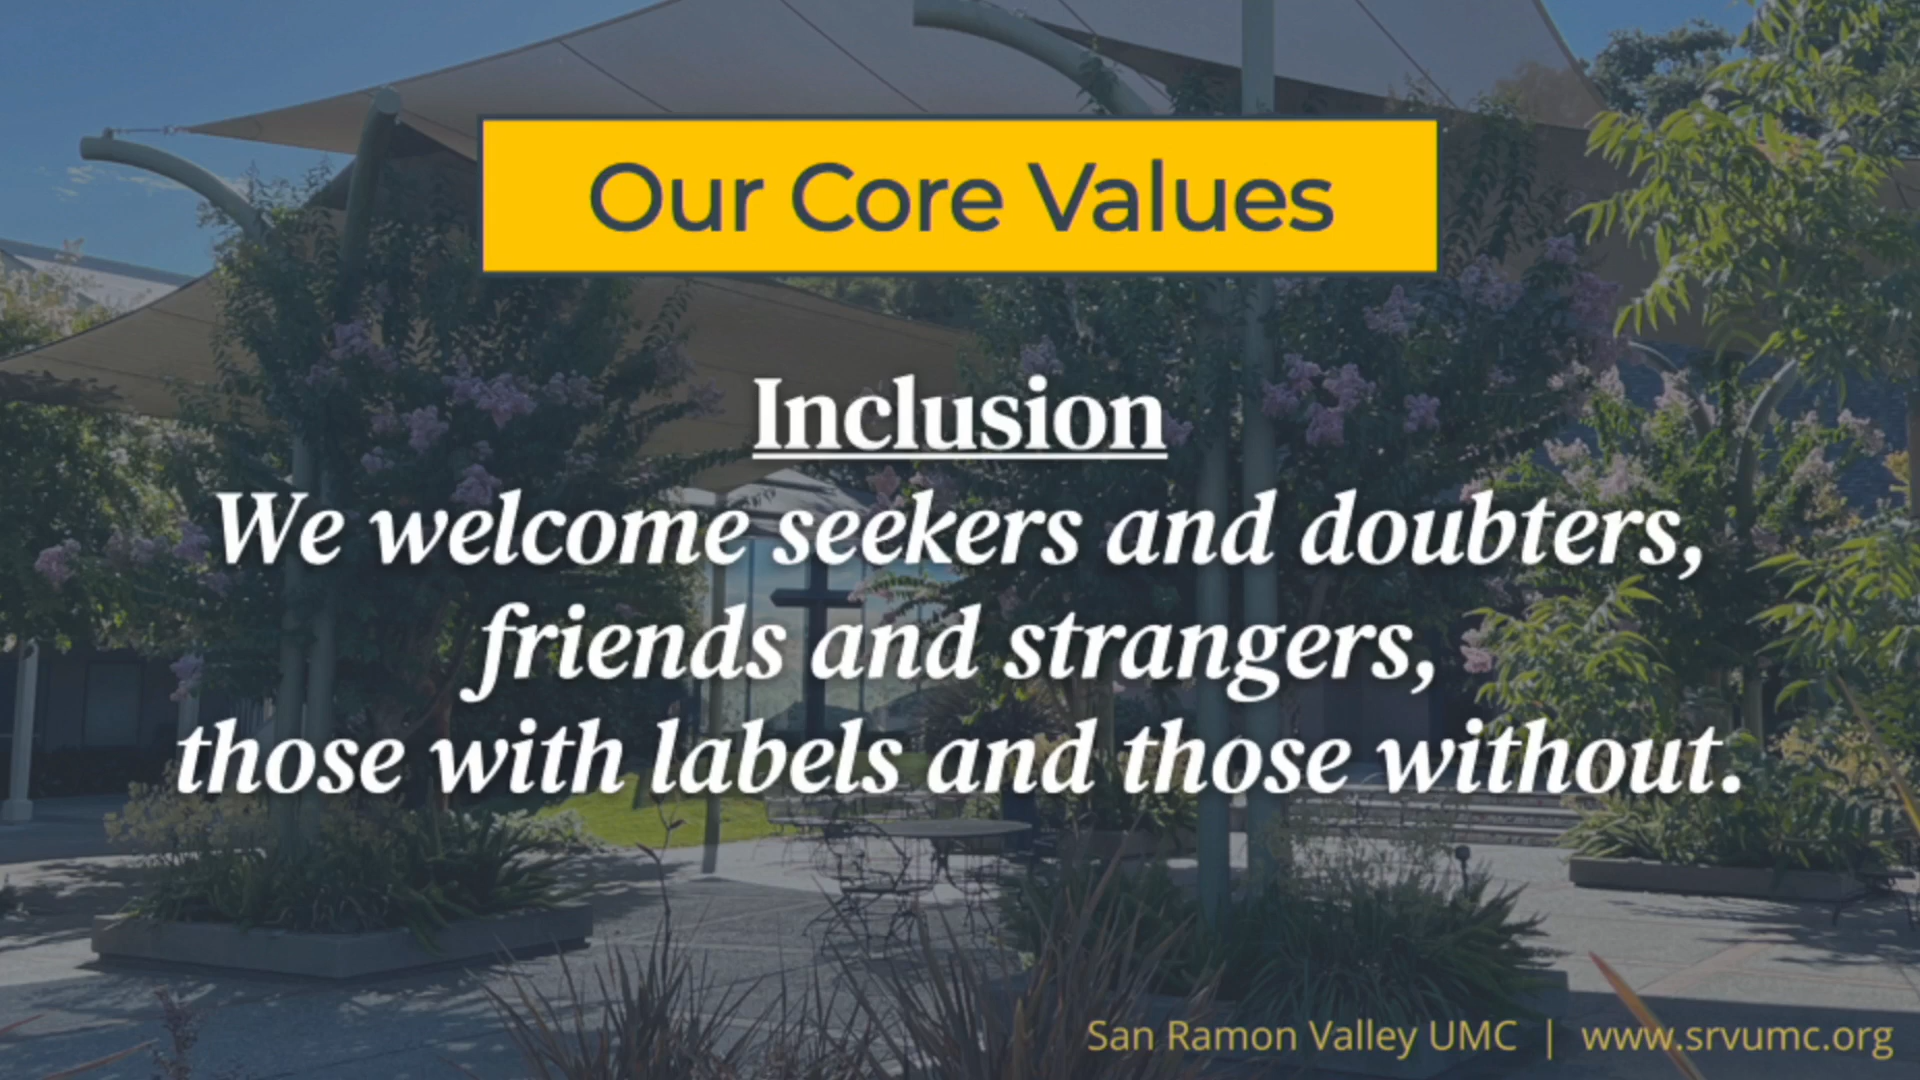 Our Core Values
Inclusion
We welcome seekers and doubters,
friends and strangers,
those with labels and those without.
San Ramon Valley UMC | www.srvumc.org